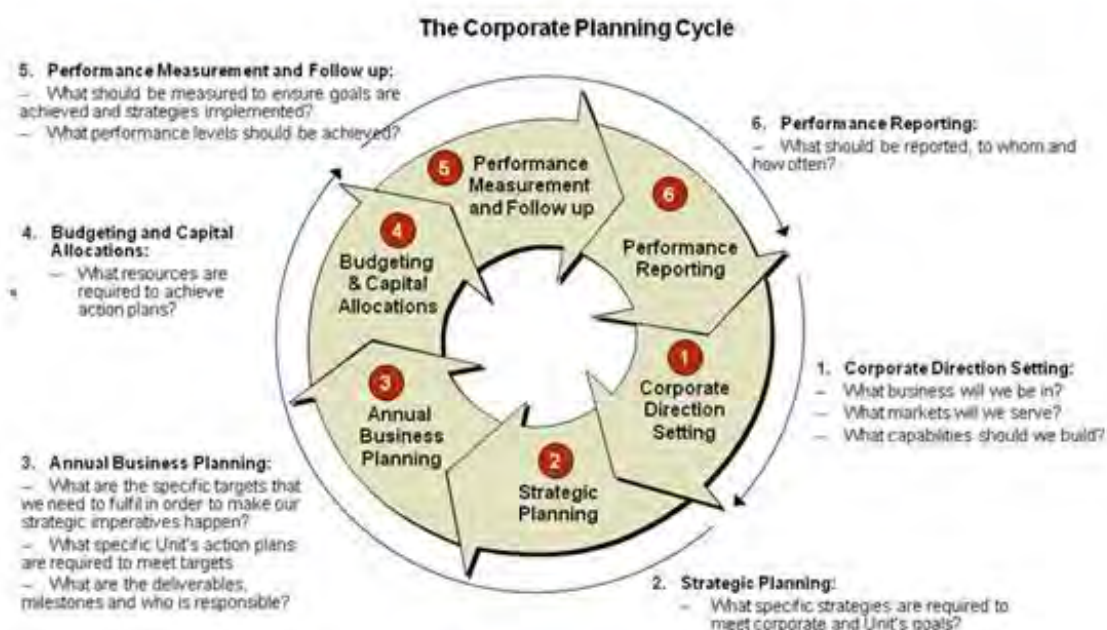 The Corporate Planning Cycle
5. Performance Measurement and Follow up:
– What should be measured to ensure goals are
achieved and strategies implemented?
– What performance levels should be achieved?
6. Performance Reporting:
– What should be reported, to whom and
how often?
5
Performance
Measurement
and Follow up
6
Performance
Reporting
4. Budgeting and Capital
Allocations:
– What resources are
required to achieve
action plans?
4
Budgeting
& Capital
Allocations
1
Corporate
Direction
Setting
1. Corporate Direction Setting:
– What business will we be in?
– What markets will we serve?
– What capabilities should we build?
3
Annual
Business
Planning
2
Strategic
Planning
3. Annual Business Planning:
– What are the specific targets that
we need to fulfil in order to make our
strategic imperatives happen?
– What specific Unit's action plans
are required to meet targets
– What are the deliverables,
milestones and who is responsible?
2. Strategic Planning:
– What specific strategies are required to
meet corporate and Unit's goals?